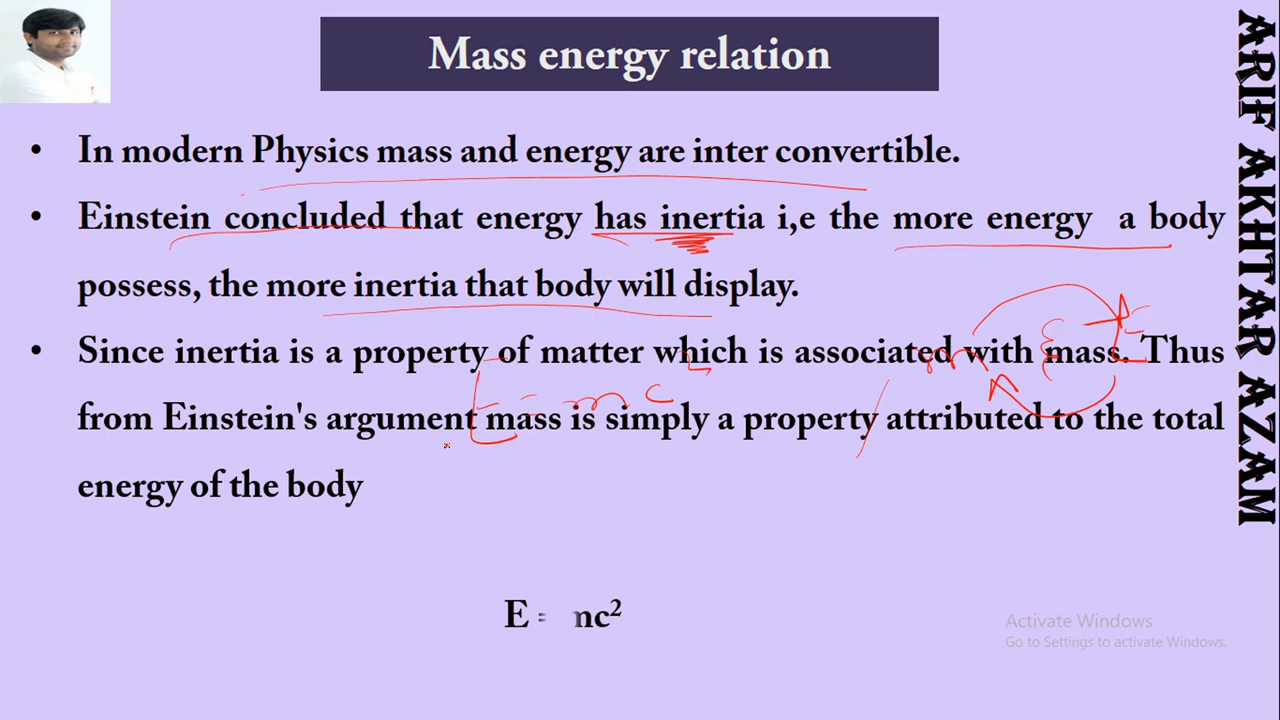 Mass energy relation
• In modern Physics mass and energy are inter convertible.
• Einstein concluded that energy has inertia i,e the more energy a body
possess, the more inertia that body will display.
• Since inertia is a property of matter which is associated with mass. Thus
from Einstein's argument mass is simply a property attributed to the total
energy of the body
E = mc²
m & E
E = mc²
Activate Windows
Go to Settings to activate Windows.
ARIF AKHTAR AZAM